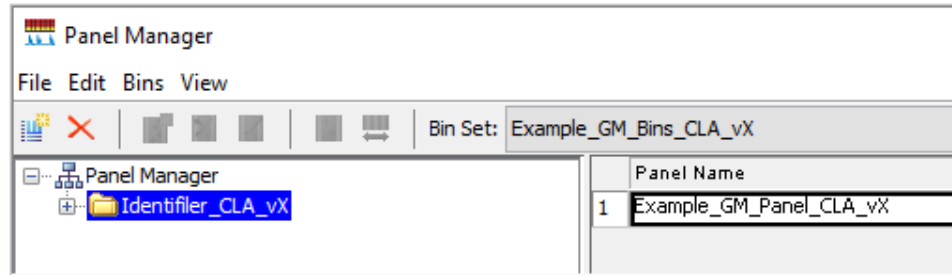 Panel Manager
File Edit Bins View
Bin Set: Example_GM_Bins_CLA_vX
Panel Manager
Identifiler_CLA_vX
Panel Name
1 Example_GM_Panel_CLA_vX